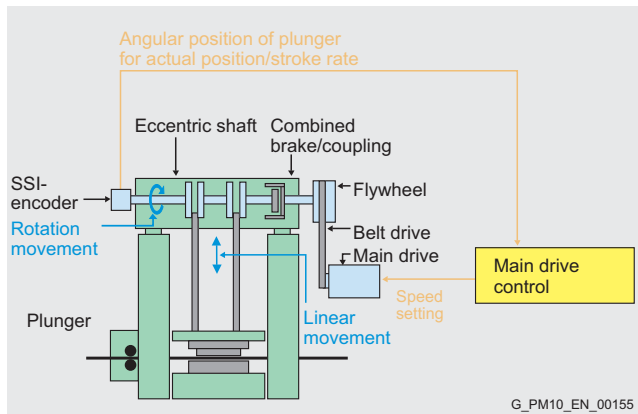 Angular position of plunger
for actual position/stroke rate
Eccentric shaft
Combined
brake/coupling
SSI-
encoder
Flywheel
Rotation
movement
Belt drive
Main drive
Main drive
control
Speed
setting
Linear
movement
Plunger
G_PM10_EN_00155